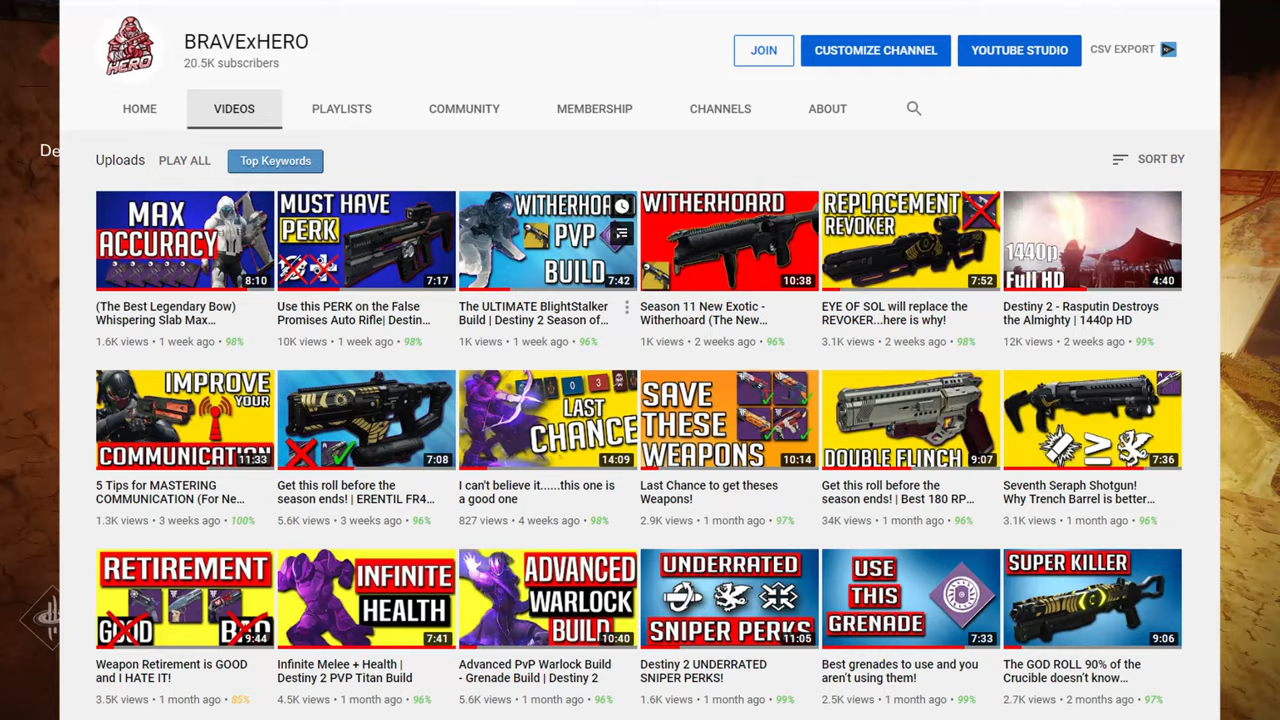 HERO
BRAVExHERO
20.5K subscribers
JOIN
CUSTOMIZE CHANNEL
YOUTUBE STUDIO
CSV EXPORT
HOME
VIDEOS
PLAYLISTS
COMMUNITY
MEMBERSHIP
CHANNELS
ABOUT
De
Uploads
PLAY ALL
Top Keywords
SORT BY
MAX
ACCURACY
8:10
MUST HAVE
PERK
7:17
WITHERHOA
PVP
BUILD
7:42
WITHERHOARD
10:38
REPLACEMENT
REVOKER
7:52
1440p
Full HD
4:40
(The Best Legendary Bow)
Whispering Slab Max...
1.6K views • 1 week ago • 98%
Use this PERK on the False
Promises Auto Rifle| Destin...
10K views • 1 week ago • 98%
The ULTIMATE BlightStalker
Build | Destiny 2 Season of...
1K views • 1 week ago • 96%
Season 11 New Exotic -
Witherhoard (The New...
1K views • 2 weeks ago • 96%
EYE OF SOL will replace the
REVOKER...here is why!
3.1K views • 2 weeks ago • 98%
Destiny 2 - Rasputin Destroys
the Almighty | 1440p HD
12K views • 2 weeks ago • 99%
IMPROVE
YOUR
COMMUNICATION
11:33
7:08
0 3
LAST
CHANCE
14:09
SAVE
THESE
WEAPONS
10:14
DOUBLE FLINCH
9:07
≥
7:36
5 Tips for MASTERING
COMMUNICATION (For Ne...
1.3K views • 3 weeks ago • 100%
Get this roll before the
season ends! | ERENTIL FR4...
5.6K views • 3 weeks ago • 96%
I can't believe it......this one is
a good one
827 views • 4 weeks ago • 98%
Last Chance to get theses
Weapons!
2.9K views • 1 month ago • 97%
Get this roll before the
season ends! | Best 180 RP...
34K views • 1 month ago • 96%
Seventh Seraph Shotgun!
Why Trench Barrel is better...
3.1K views • 1 month ago • 96%
RETIREMENT
GOOD
9:44
INFINITE
HEALTH
7:41
ADVANCED
WARLOCK
BUILD
10:40
UNDERRATED
SNIPER PERKS
11:05
USE
THIS
GRENADE
7:33
SUPER KILLER
9:06
Weapon Retirement is GOOD
and I HATE IT!
3.5K views • 1 month ago • 85%
Infinite Melee + Health |
Destiny 2 PVP Titan Build
4.5K views • 1 month ago • 96%
Advanced PvP Warlock Build
- Grenade Build | Destiny 2
5.6K views • 1 month ago • 96%
Destiny 2 UNDERRATED
SNIPER PERKS!
1.6K views • 1 month ago • 99%
Best grenades to use and you
aren't using them!
2.5K views • 1 month ago • 99%
The GOD ROLL 90% of the
Crucible doesn't know...
2.7K views • 2 months ago • 97%